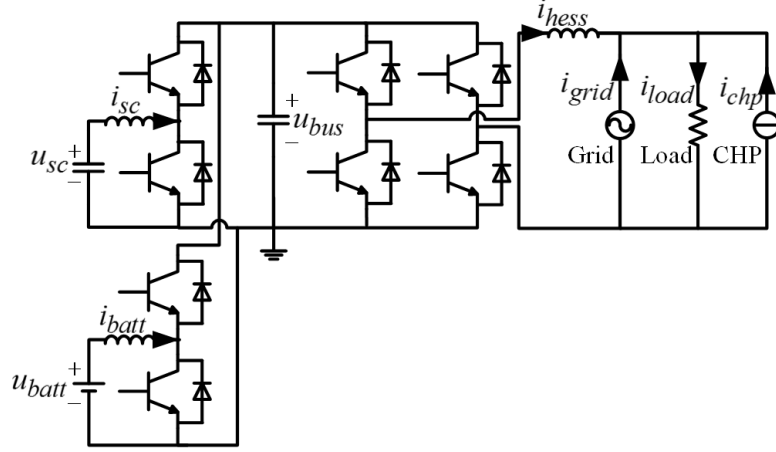 i_hess
i_sc
+
u_sc
−
+
u_bus
−
i_grid
i_load
i_chp
Grid
Load
CHP
i_batt
+
u_batt
−